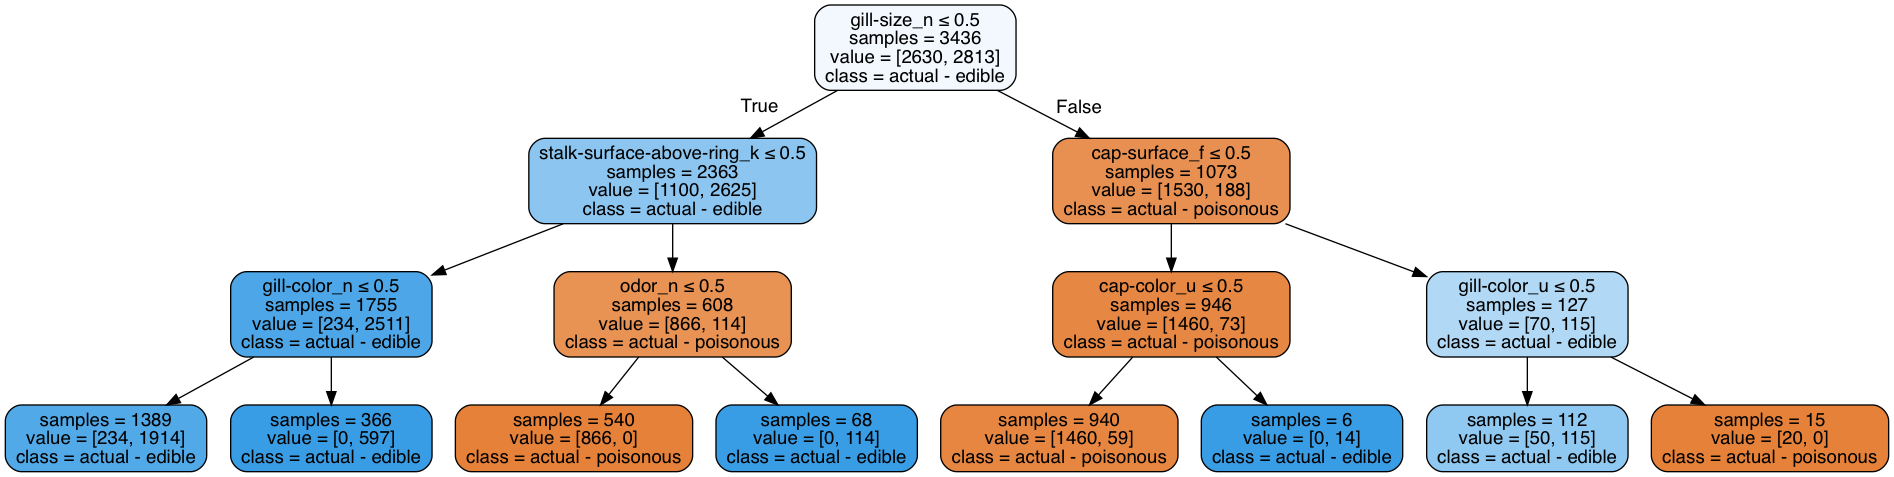 gill-size_n ≤ 0.5
samples = 3436
value = [2630, 2813]
class = actual - edible
True
False
stalk-surface-above-ring_k ≤ 0.5
samples = 2363
value = [1100, 2625]
class = actual - edible
cap-surface_f ≤ 0.5
samples = 1073
value = [1530, 188]
class = actual - poisonous
gill-color_n ≤ 0.5
samples = 1755
value = [234, 2511]
class = actual - edible
odor_n ≤ 0.5
samples = 608
value = [866, 114]
class = actual - poisonous
cap-color_u ≤ 0.5
samples = 946
value = [1460, 73]
class = actual - poisonous
gill-color_u ≤ 0.5
samples = 127
value = [70, 115]
class = actual - edible
samples = 1389
value = [234, 1914]
class = actual - edible
samples = 366
value = [0, 597]
class = actual - edible
samples = 540
value = [866, 0]
class = actual - poisonous
samples = 68
value = [0, 114]
class = actual - edible
samples = 940
value = [1460, 59]
class = actual - poisonous
samples = 6
value = [0, 14]
class = actual - edible
samples = 112
value = [50, 115]
class = actual - edible
samples = 15
value = [20, 0]
class = actual - poisonous